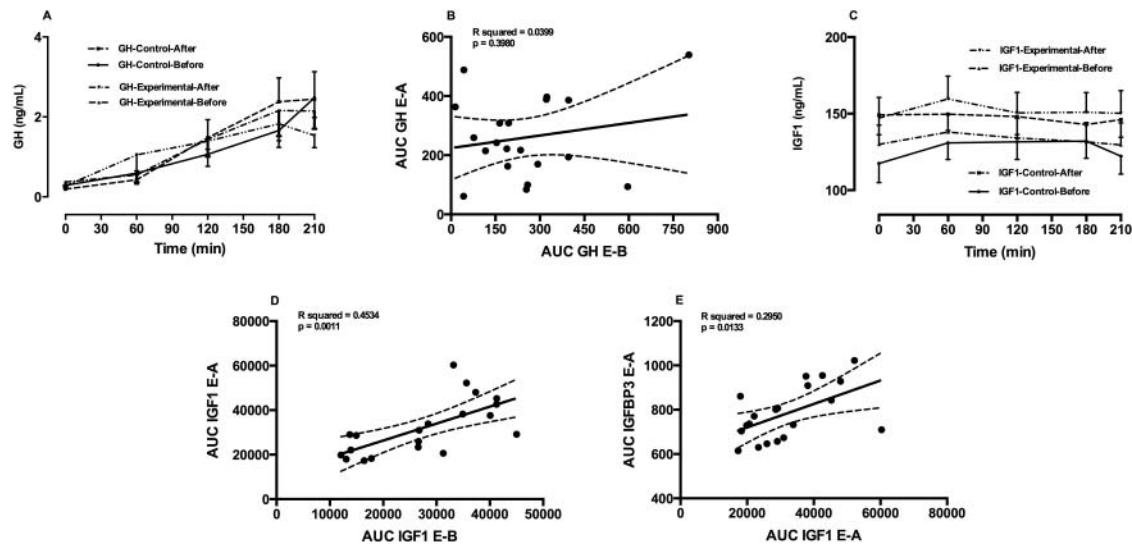 A
GH (ng/mL)
4
2
0
GH-Control-After
GH-Control-Before
GH-Experimental-After
GH-Experimental-Before
0 30 60 90 120 150 180 210
Time (min)
B
R squared = 0.0399
p = 0.3980
AUC GH E-A
600
400
200
0
0 150 300 450 600 750 900
AUC GH E-B
C
IGF1 (ng/mL)
200
150
100
IGF1-Experimental-After
IGF1-Experimental-Before
IGF1-Control-After
IGF1-Control-Before
0 30 60 90 120 150 180 210
Time (min)
D
R squared = 0.4534
p = 0.0011
AUC IGF1 E-A
80000
60000
40000
20000
0
0 10000 20000 30000 40000 50000
AUC IGF1 E-B
E
R squared = 0.2950
p = 0.0133
AUC IGFBP3 E-A
1200
1000
800
600
400
0 20000 40000 60000 80000
AUC IGF1 E-A